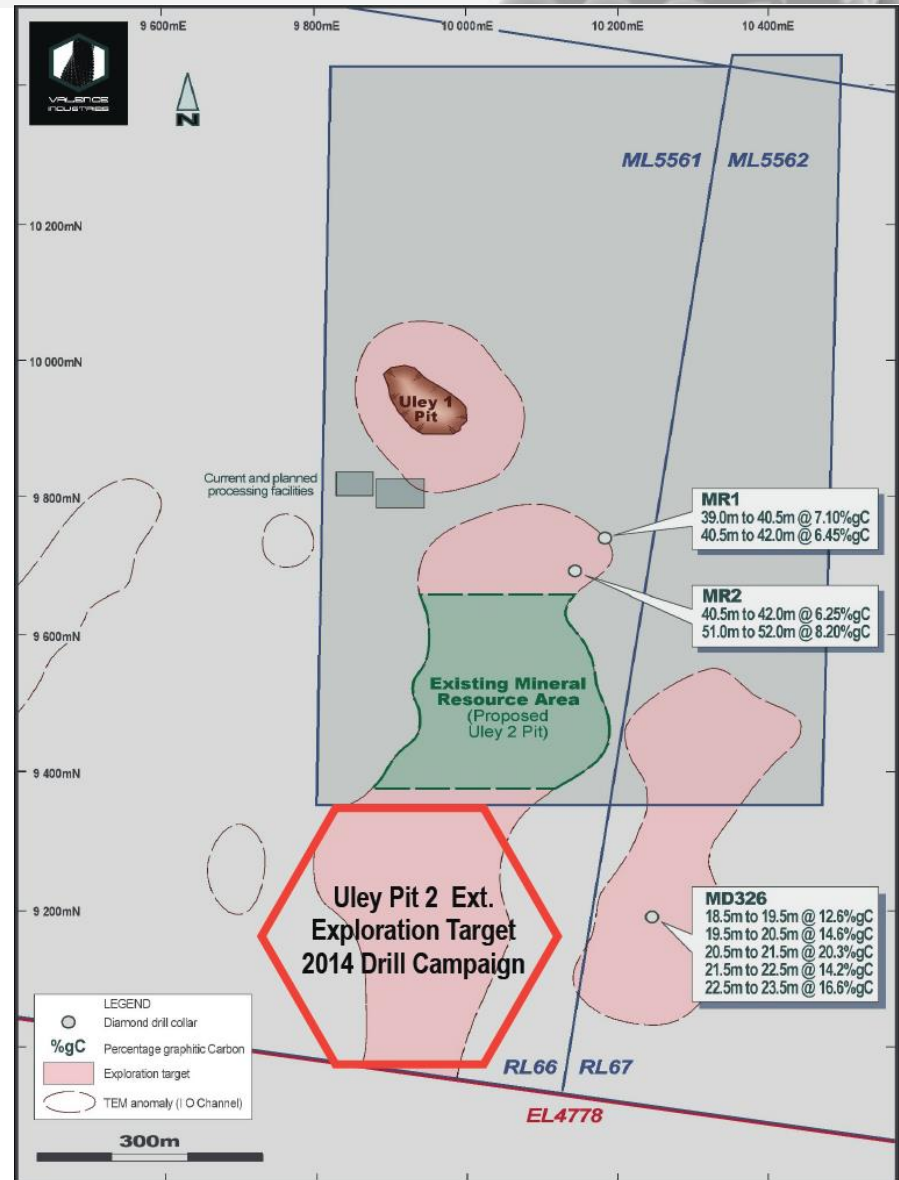 9 600mE
9 800mE
10 000mE
10 200mE
10 400mE
VALENCE
INDUSTRIES
N
ML5561
ML5562
10 200mN
10 000mN
Uley 1
Pit
Current and planned
processing facilities
9 800mN
MR1
39.0m to 40.5m @ 7.10%gC
40.5m to 42.0m @ 6.45%gC
MR2
40.5m to 42.0m @ 6.25%gC
51.0m to 52.0m @ 8.20%gC
9 600mN
Existing Mineral
Resource Area
(Proposed
Uley 2 Pit)
9 400mN
Uley Pit 2 Ext.
Exploration Target
2014 Drill Campaign
9 200mN
MD326
18.5m to 19.5m @ 12.6%gC
19.5m to 20.5m @ 14.6%gC
20.5m to 21.5m @ 20.3%gC
21.5m to 22.5m @ 14.2%gC
22.5m to 23.5m @ 16.6%gC
LEGEND
Diamond drill collar
%gC Percentage graphitic Carbon
Exploration target
TEM anomaly (I O Channel)
300m
RL66
RL67
EL4778